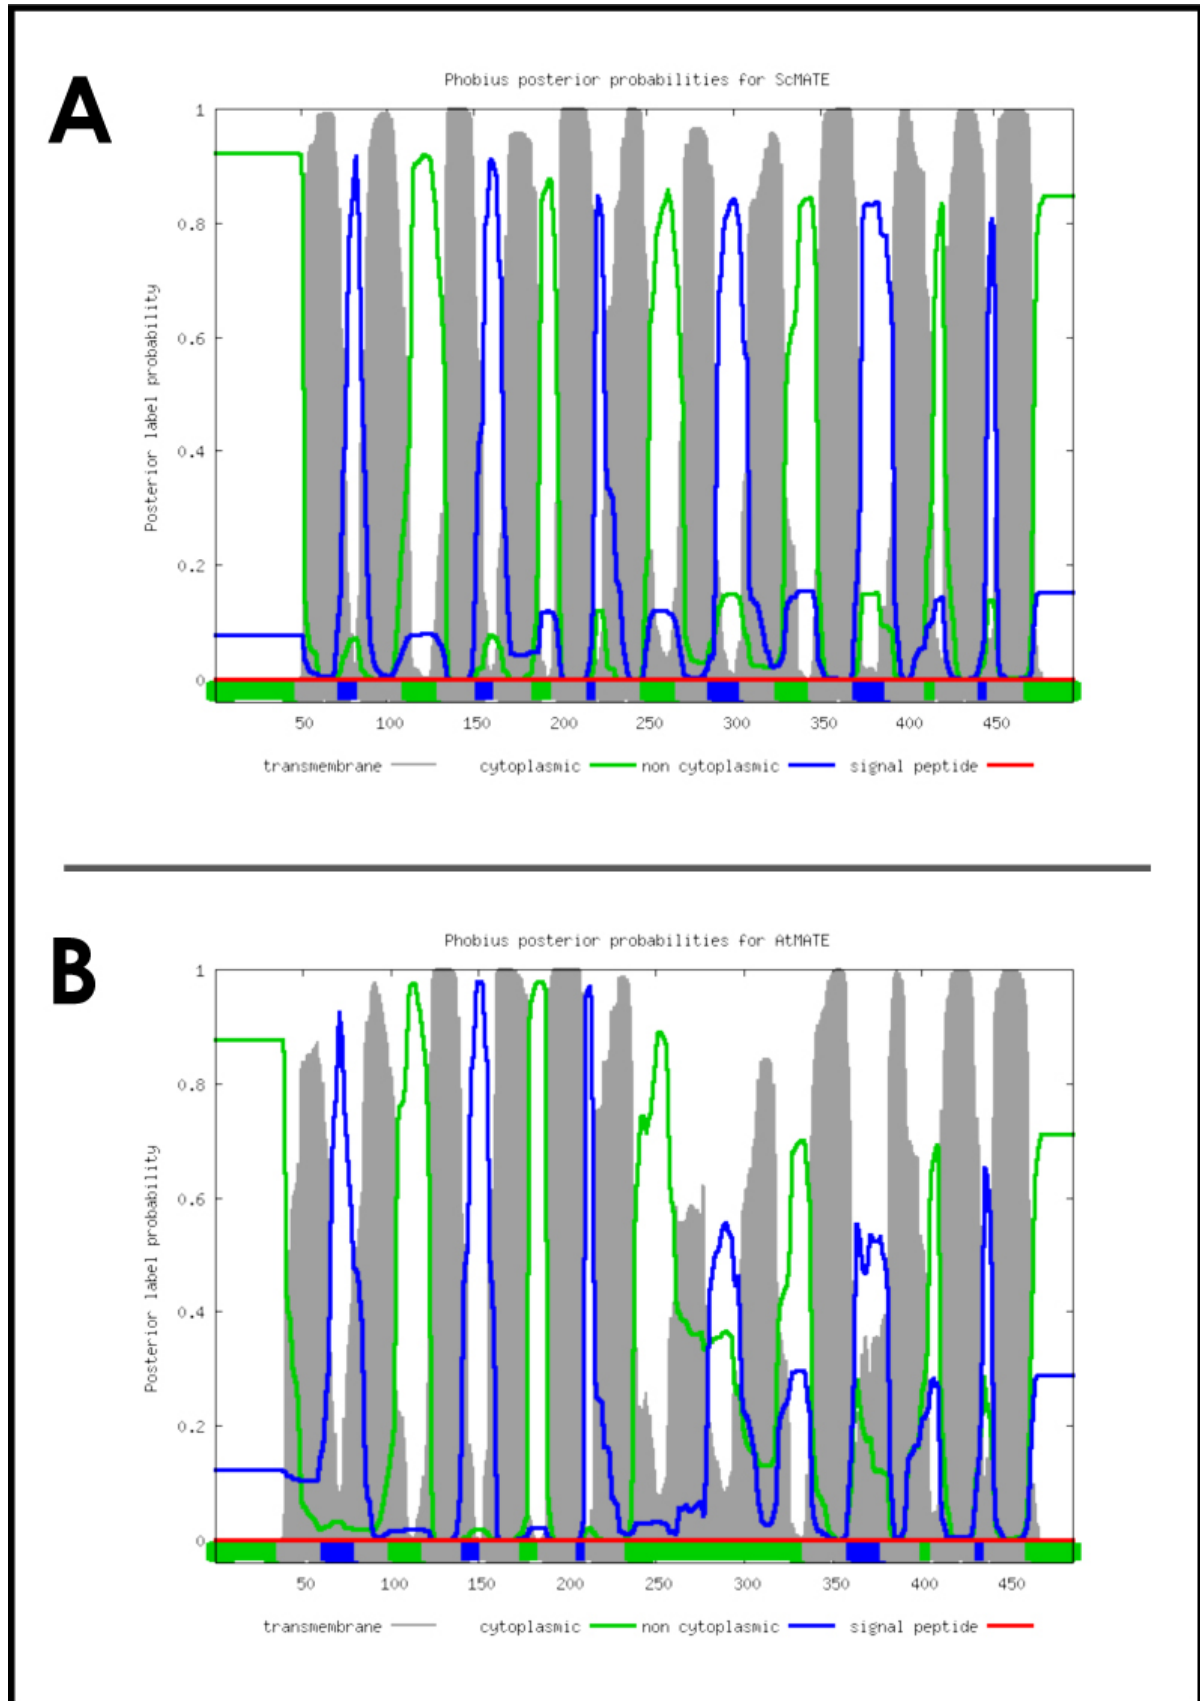 A
Phobius posterior probabilities for ScMATE
Posterior label probability
1
0.8
0.6
0.4
0.2
0
50 100 150 200 250 300 350 400 450
transmembrane cytoplasmic non cytoplasmic signal peptide
B
Phobius posterior probabilities for AtMATE
Posterior label probability
1
0.8
0.6
0.4
0.2
0
50 100 150 200 250 300 350 400 450
transmembrane cytoplasmic non cytoplasmic signal peptide